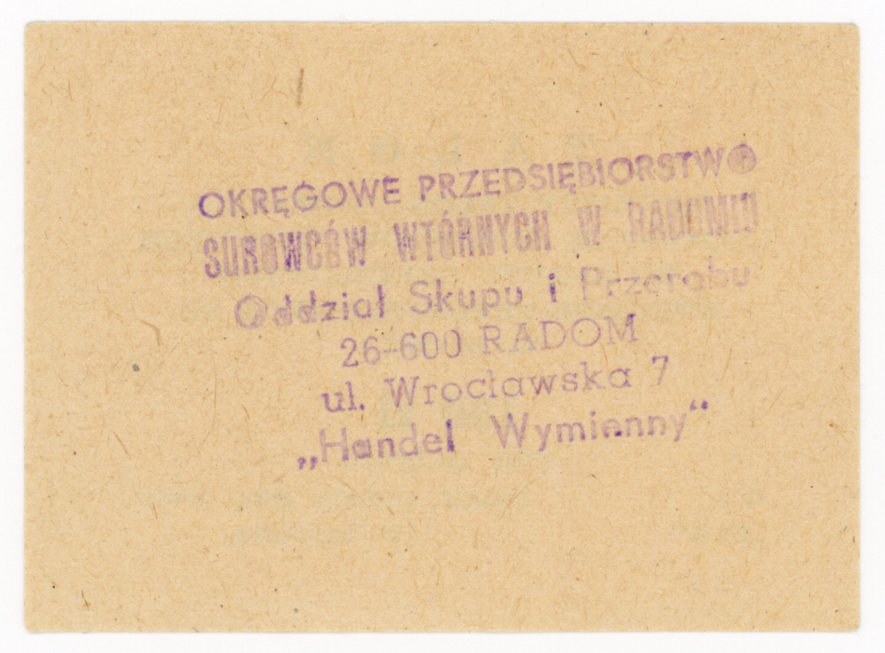 OKRĘGOWE PRZEDSIĘBIORSTWO
SUROWCÓW WTÓRNYCH W RADOMIU
Oddział Skupu i Przerobu
26-600 RADOM
ul. Wrocławska 7
„Handel Wymienny“